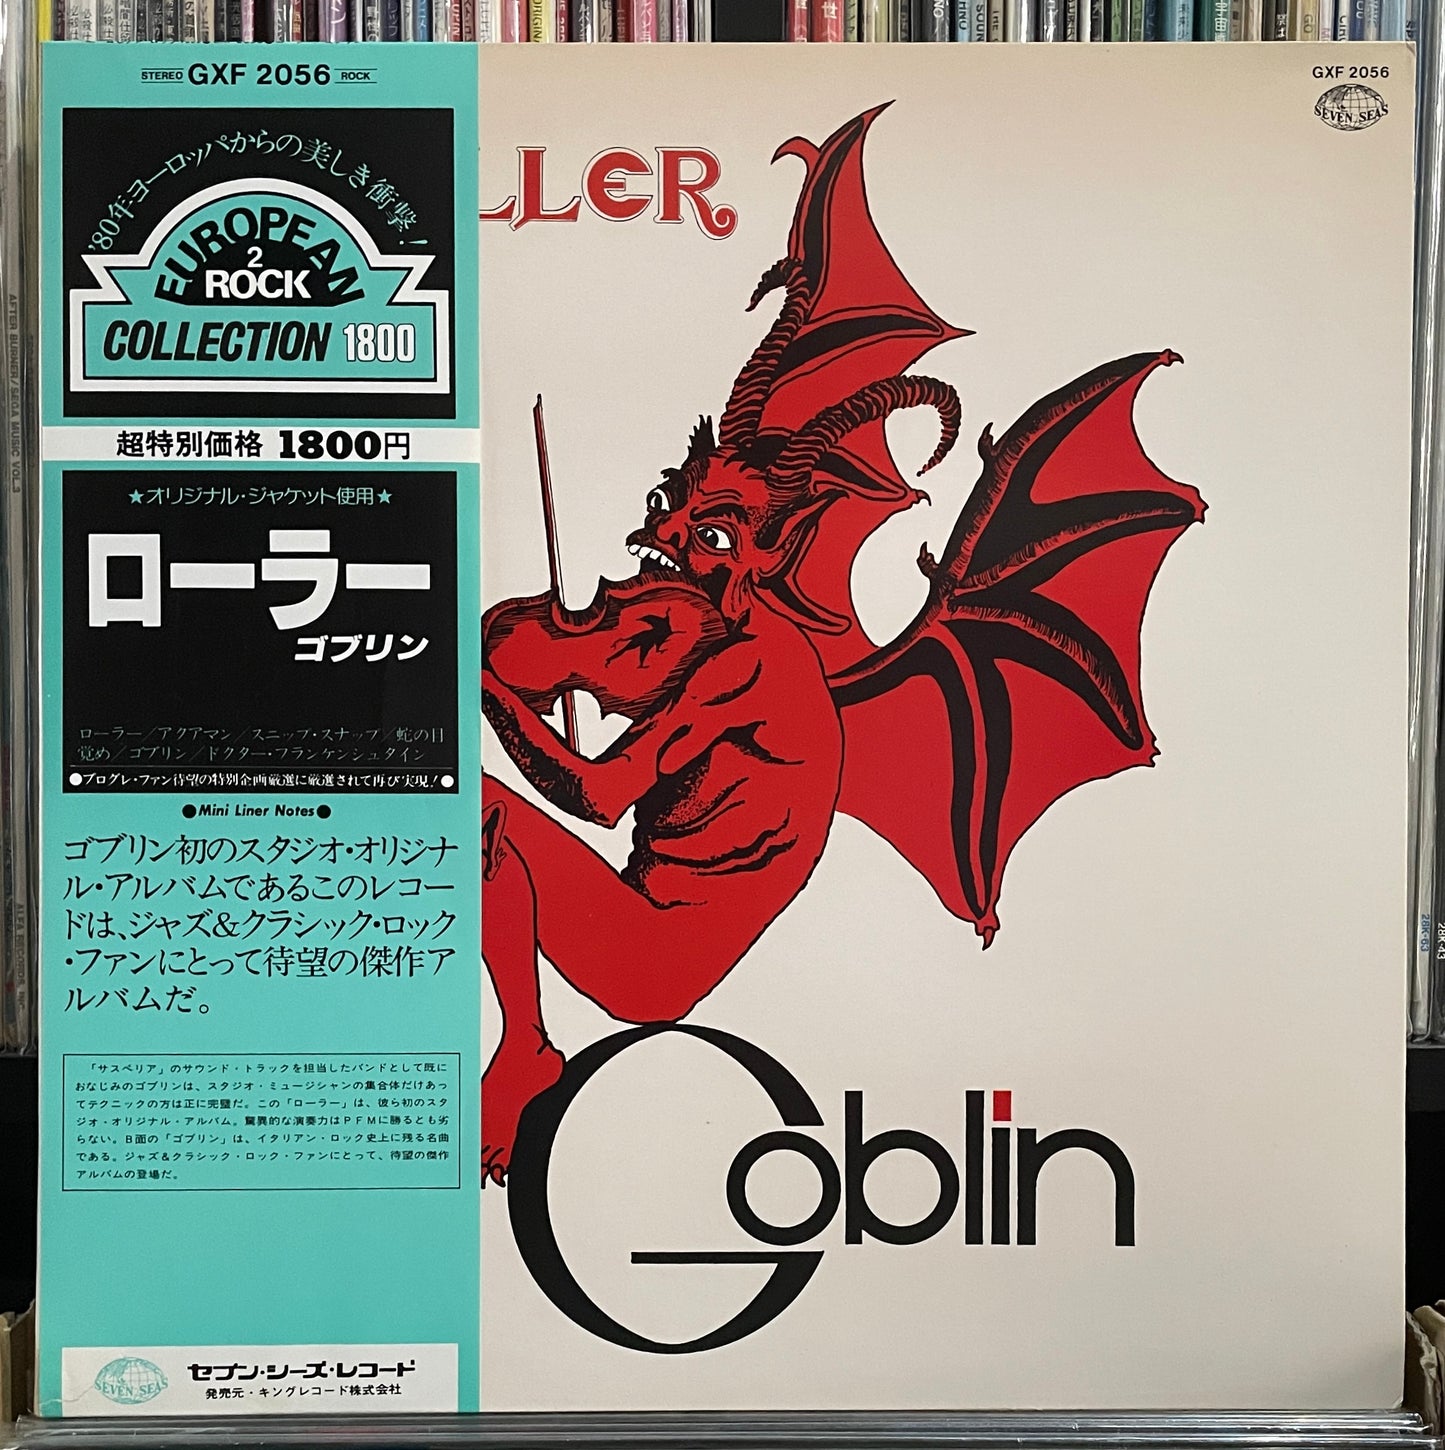 STEREO GXF 2056 ROCK
'80年ヨーロッパからの美しき衝撃!
EUROPEAN
2
ROCK
COLLECTION 1800
超特別価格 1800円
★オリジナル・ジャケット使用★
ローラー
ゴブリン
ローラー/アクアマン/スニップ・スナップ/蛇の目
覚め/ゴブリン/ドクター・フランケンシュタイン
●プログレ・ファン待望の特別企画厳選に厳選されて再び実現!●
●Mini Liner Notes●
ゴブリン初のスタジオ・オリジナ
ル・アルバムであるこのレコー
ドは、ジャズ&クラシック・ロック
・ファンにとって待望の傑作ア
ルバムだ。
「サスペリア」のサウンド・トラックを担当したバンドとして既に
おなじみのゴブリンは、スタジオ・ミュージシャンの集合体だけあっ
てテクニックの方は正に完璧だ。この「ローラー」は、彼ら初のスタ
ジオ・オリジナル・アルバム。驚異的な演奏力はPFMに勝るとも劣
らない。B面の「ゴブリン」は、イタリアン・ロック史上に残る名曲
である。ジャズ&クラシック・ロック・ファンにとって、待望の傑作
アルバムの登場だ。
SEVEN SEAS
セブン・シーズ・レコード
発売元・キングレコード株式会社
LLER
GXF 2056
SEVEN SEAS
Goblin
AFTER BURNER/SEGA MUSIC VOL.3
28K-63